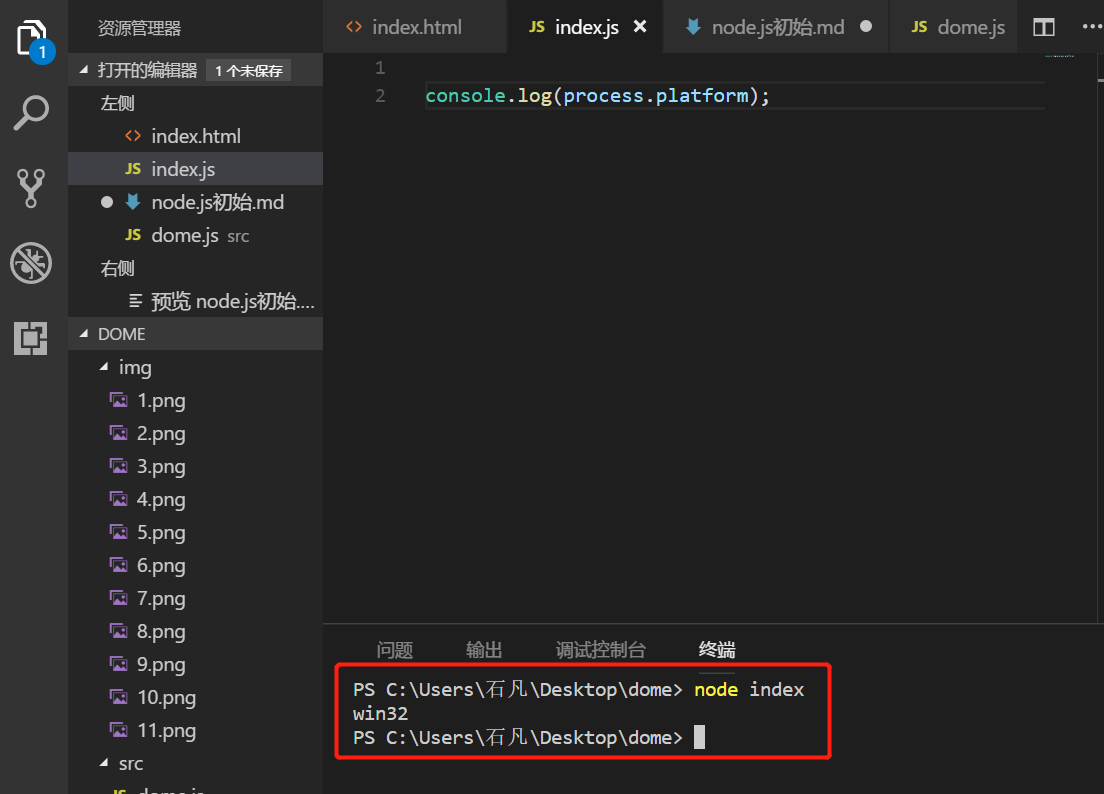 1
资源管理器
打开的编辑器 1 个未保存
左侧
index.html
JS index.js
node.js初始.md
JS dome.js src
右侧
预览 node.js初始....
DOME
img
1.png
2.png
3.png
4.png
5.png
6.png
7.png
8.png
9.png
10.png
11.png
src
JS dome.js
index.html JS index.js node.js初始.md JS dome.js
1
2 console.log(process.platform);
问题 输出 调试控制台 终端
PS C:\Users\石凡\Desktop\dome> node index
win32
PS C:\Users\石凡\Desktop\dome>